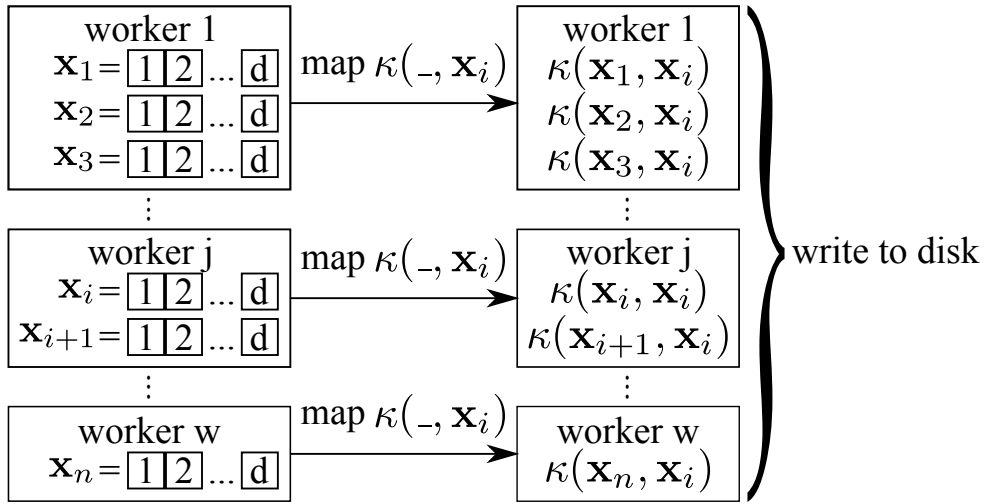 worker 1
x₁= 1 2 ... d
x₂= 1 2 ... d
x₃= 1 2 ... d
map κ(_, xᵢ)
worker 1
κ(x₁, xᵢ)
κ(x₂, xᵢ)
κ(x₃, xᵢ)
⋮
⋮
worker j
xᵢ= 1 2 ... d
xᵢ₊₁= 1 2 ... d
map κ(_, xᵢ)
worker j
κ(xᵢ, xᵢ)
κ(xᵢ₊₁, xᵢ)
write to disk
⋮
⋮
worker w
xₙ= 1 2 ... d
map κ(_, xᵢ)
worker w
κ(xₙ, xᵢ)